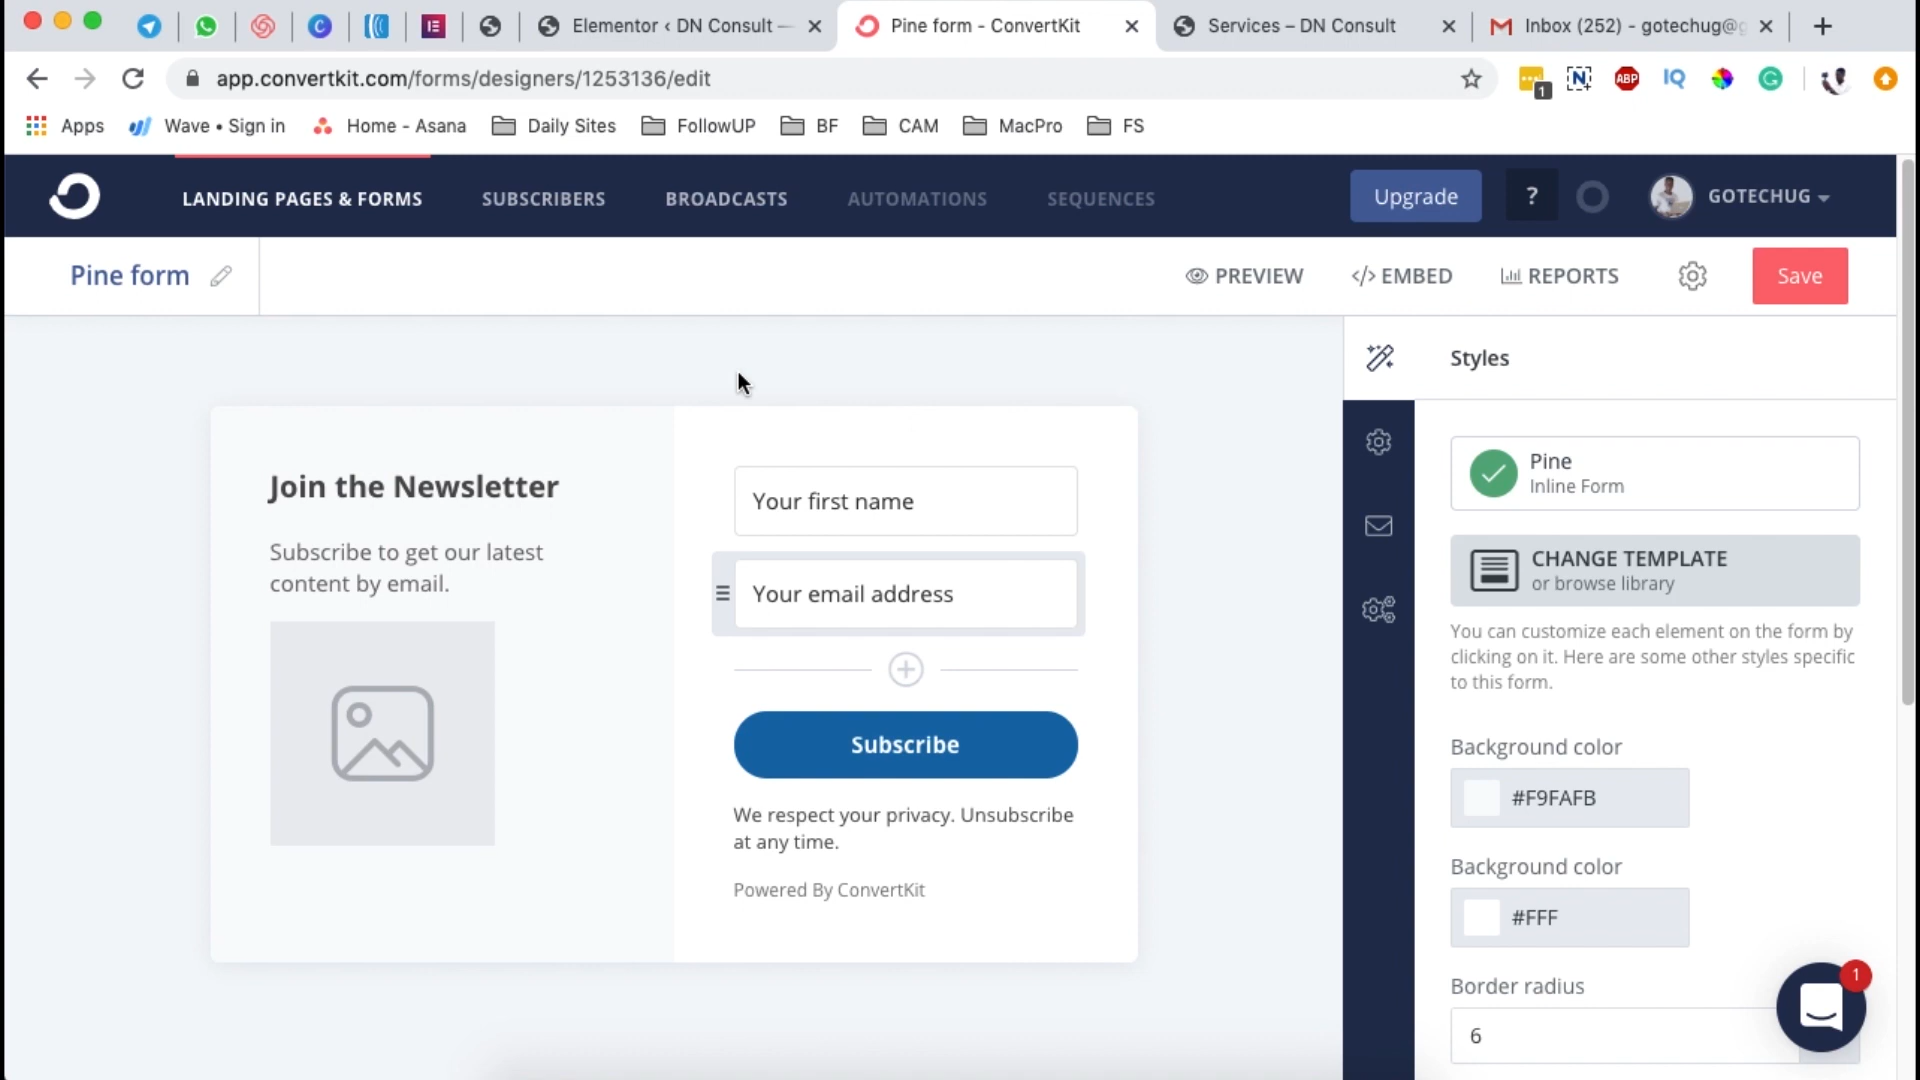 Elementor ‹ DN Consult —
Pine form - ConvertKit
Services – DN Consult
Inbox (252) - gotechug@g
app.convertkit.com/forms/designers/1253136/edit
1
ABP
IQ
Apps
Wave • Sign in
Home - Asana
Daily Sites
FollowUP
BF
CAM
MacPro
FS
LANDING PAGES & FORMS
SUBSCRIBERS
BROADCASTS
AUTOMATIONS
SEQUENCES
Upgrade
?
GOTECHUG
Pine form
PREVIEW
</> EMBED
REPORTS
Save
Styles
Join the Newsletter
Subscribe to get our latest
content by email.
Your first name
Your email address
Subscribe
We respect your privacy. Unsubscribe
at any time.
Powered By ConvertKit
Pine
Inline Form
CHANGE TEMPLATE
or browse library
You can customize each element on the form by
clicking on it. Here are some other styles specific
to this form.
Background color
#F9FAFB
Background color
#FFF
Border radius
6
1